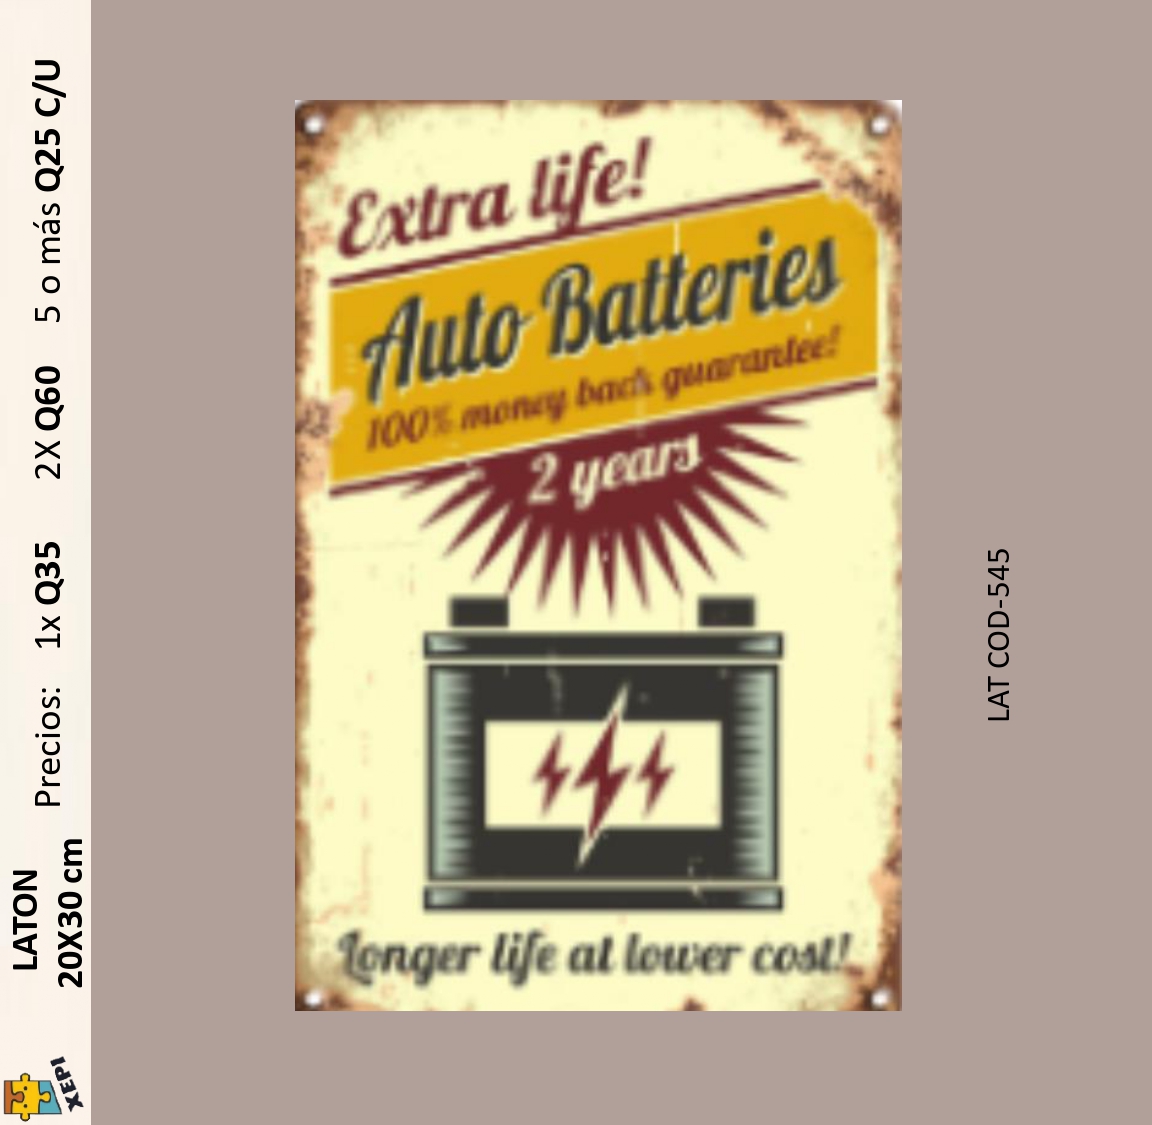 LATON
20X30 cm
Precios: 1x Q35 2X Q60 5 o más Q25 C/U
XEPI
Extra life!
Auto Batteries
100% money back guarantee!
2 years
Longer life at lower cost!
LAT COD-545